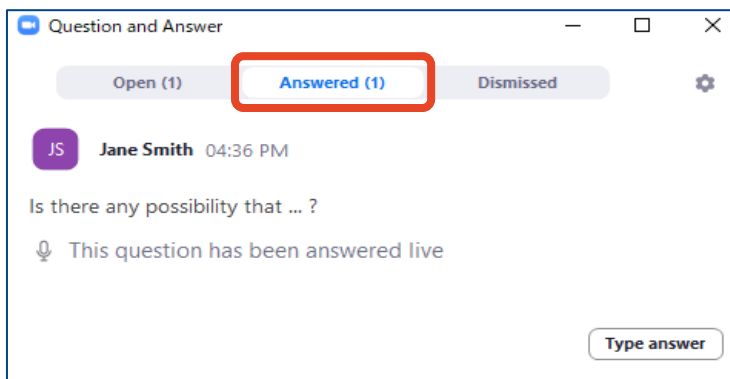 Question and Answer
Open (1) Answered (1) Dismissed
JS Jane Smith 04:36 PM
Is there any possibility that ... ?
This question has been answered live
Type answer